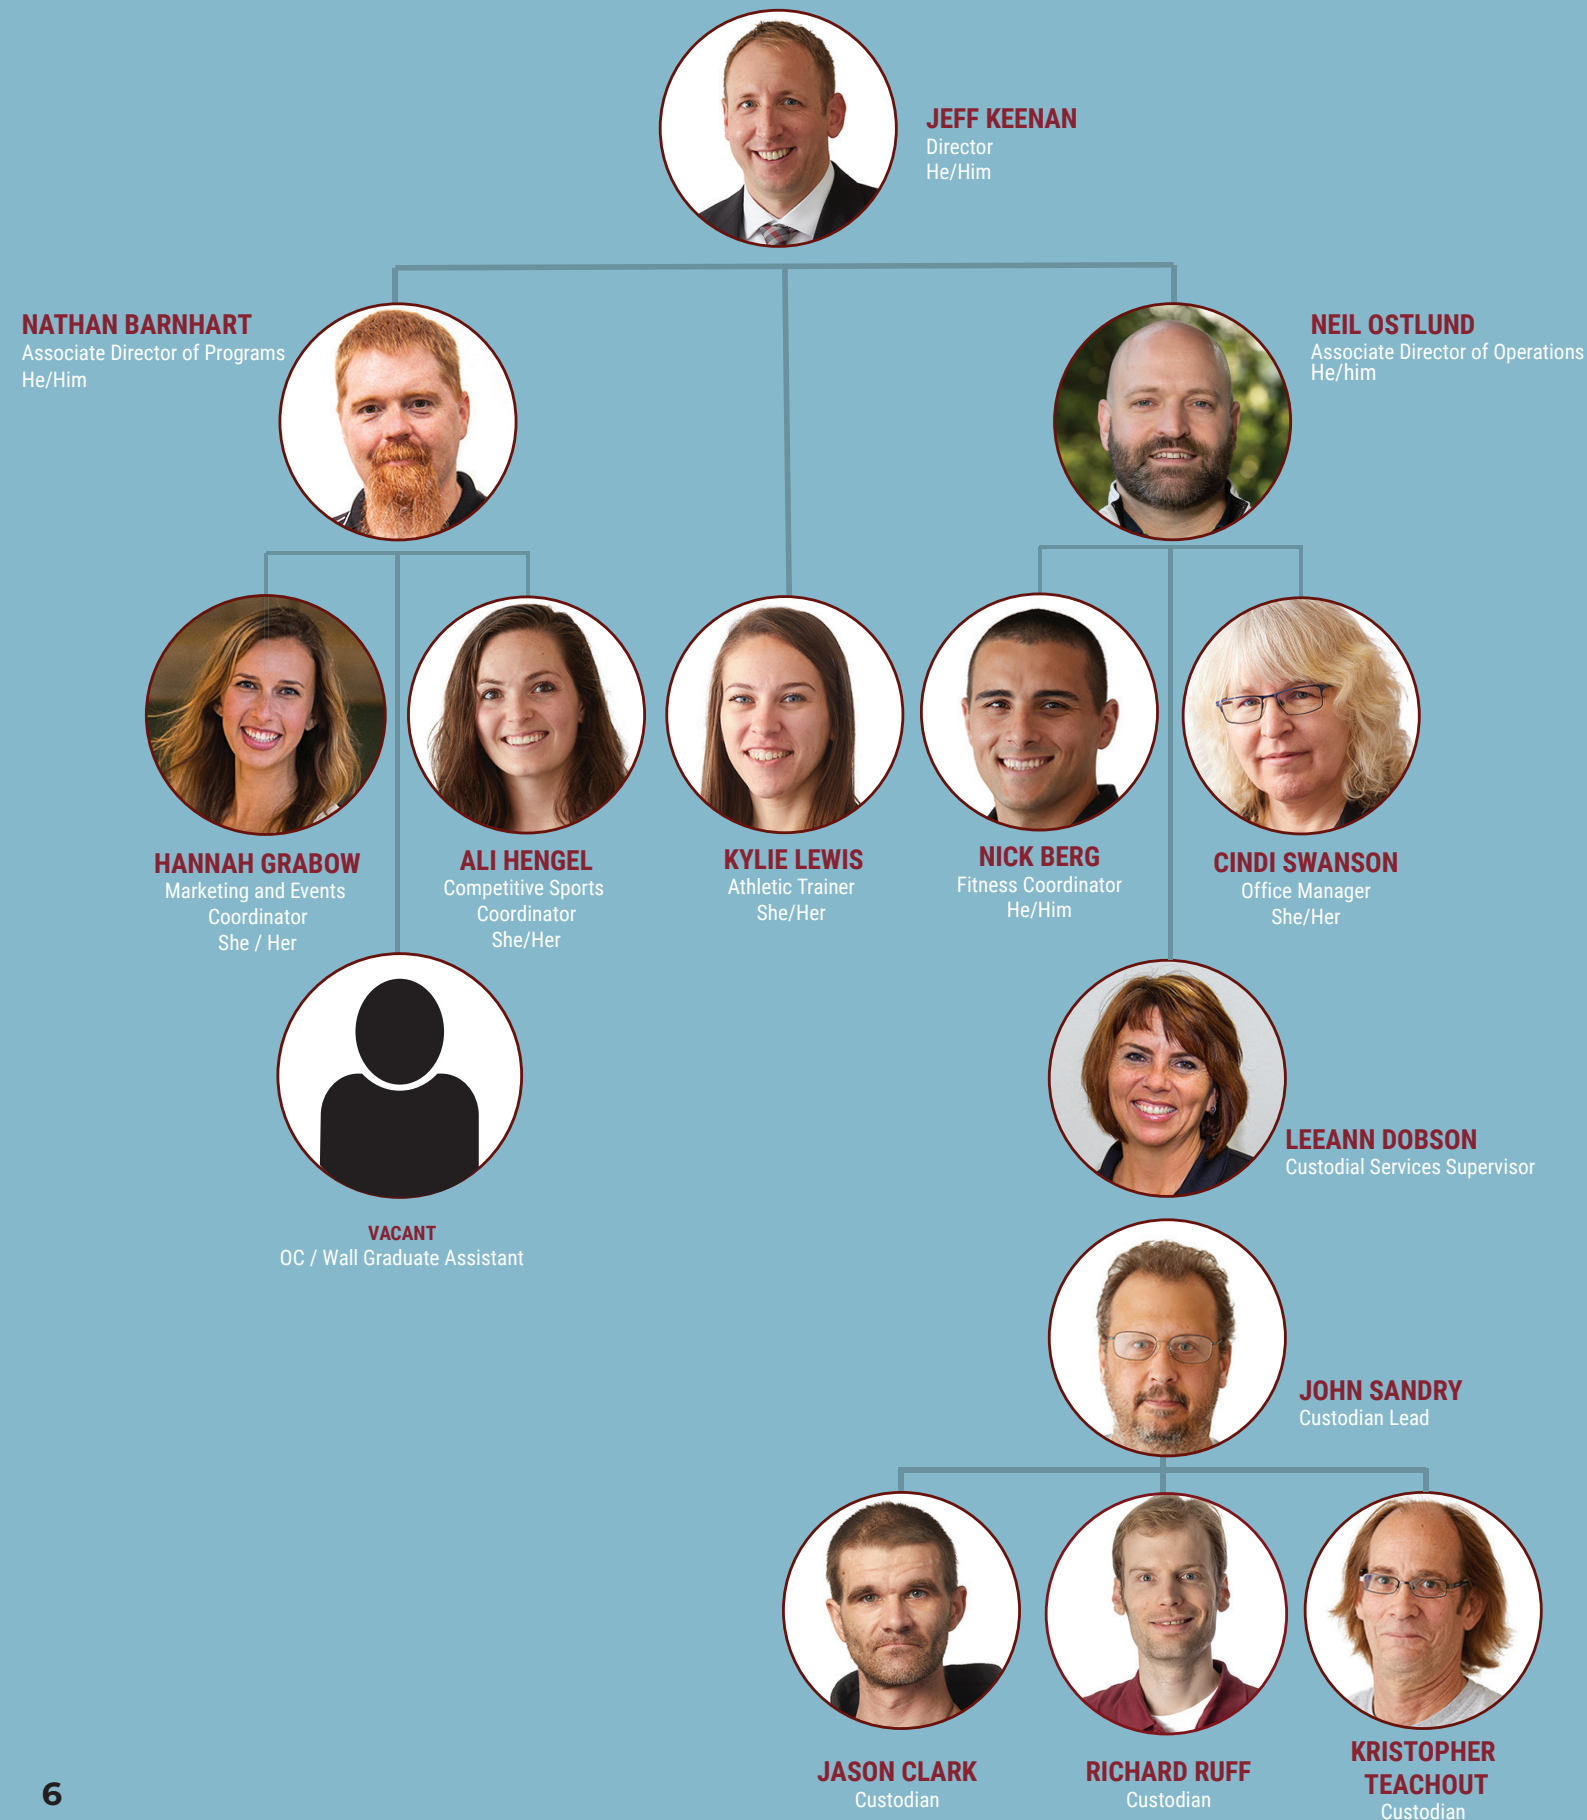 JEFF KEENAN
Director
He/Him
NATHAN BARNHART
Associate Director of Programs
He/Him
NEIL OSTLUND
Associate Director of Operations
He/him
HANNAH GRABOW
Marketing and Events
Coordinator
She / Her
ALI HENGEL
Competitive Sports
Coordinator
She/Her
KYLIE LEWIS
Athletic Trainer
She/Her
NICK BERG
Fitness Coordinator
He/Him
CINDI SWANSON
Office Manager
She/Her
VACANT
OC / Wall Graduate Assistant
LEEANN DOBSON
Custodial Services Supervisor
JOHN SANDRY
Custodian Lead
JASON CLARK
Custodian
RICHARD RUFF
Custodian
KRISTOPHER
TEACHOUT
Custodian
6